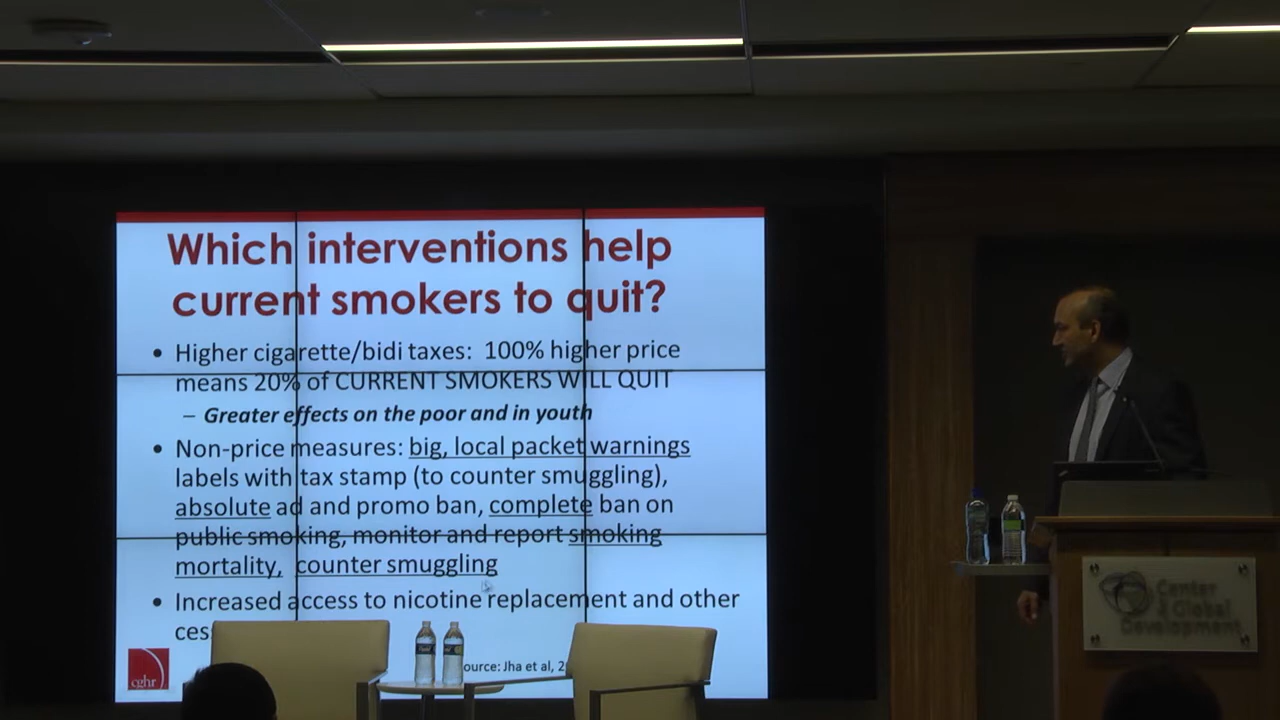 Which interventions help
current smokers to quit?
• Higher cigarette/bidi taxes: 100% higher price
means 20% of CURRENT SMOKERS WILL QUIT
– Greater effects on the poor and in youth
• Non-price measures: big, local packet warnings
labels with tax stamp (to counter smuggling),
absolute ad and promo ban, complete ban on
public smoking, monitor and report smoking
mortality, counter smuggling
• Increased access to nicotine replacement and other
cghr
Jha et al,
Center
Global
Development